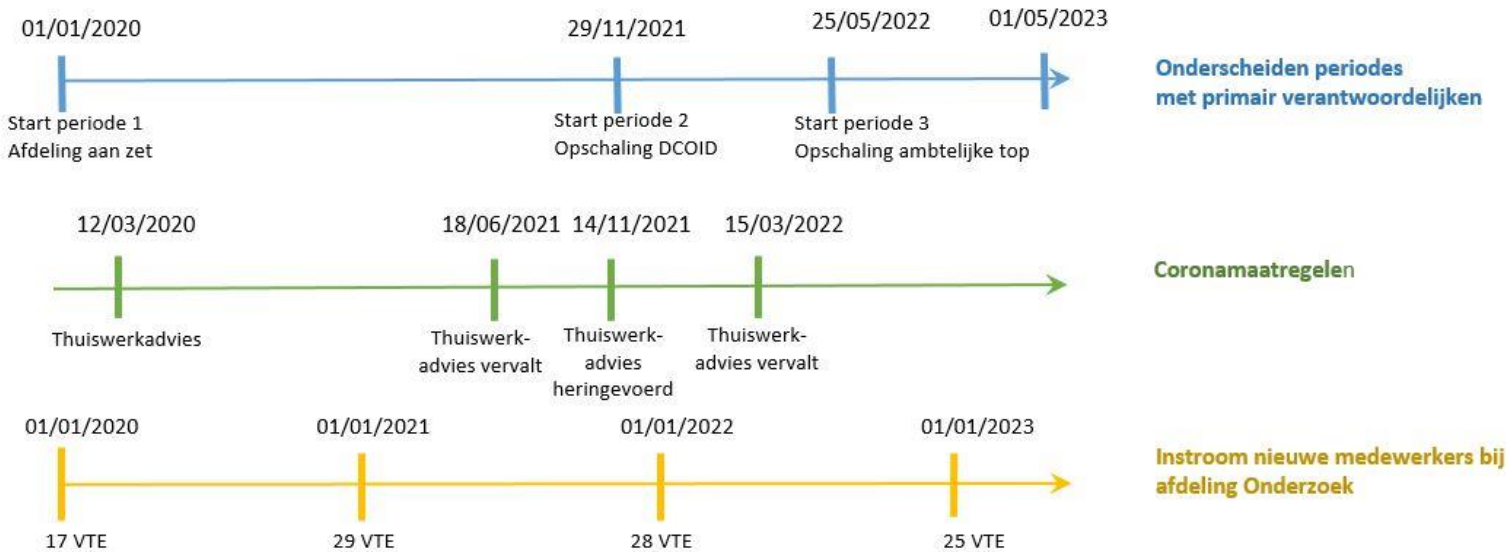 01/01/2020
29/11/2021
25/05/2022
01/05/2023
Onderscheiden periodes
met primair verantwoordelijken
Start periode 1
Afdeling aan zet
Start periode 2
Opschaling DCOID
Start periode 3
Opschaling ambtelijke top
12/03/2020
18/06/2021
14/11/2021
15/03/2022
Coronamaatregelen
Thuiswerkadvies
Thuiswerk-
advies vervalt
Thuiswerk-
advies
heringevoerd
Thuiswerk-
advies vervalt
01/01/2020
01/01/2021
01/01/2022
01/01/2023
Instroom nieuwe medewerkers bij
afdeling Onderzoek
17 VTE
29 VTE
28 VTE
25 VTE